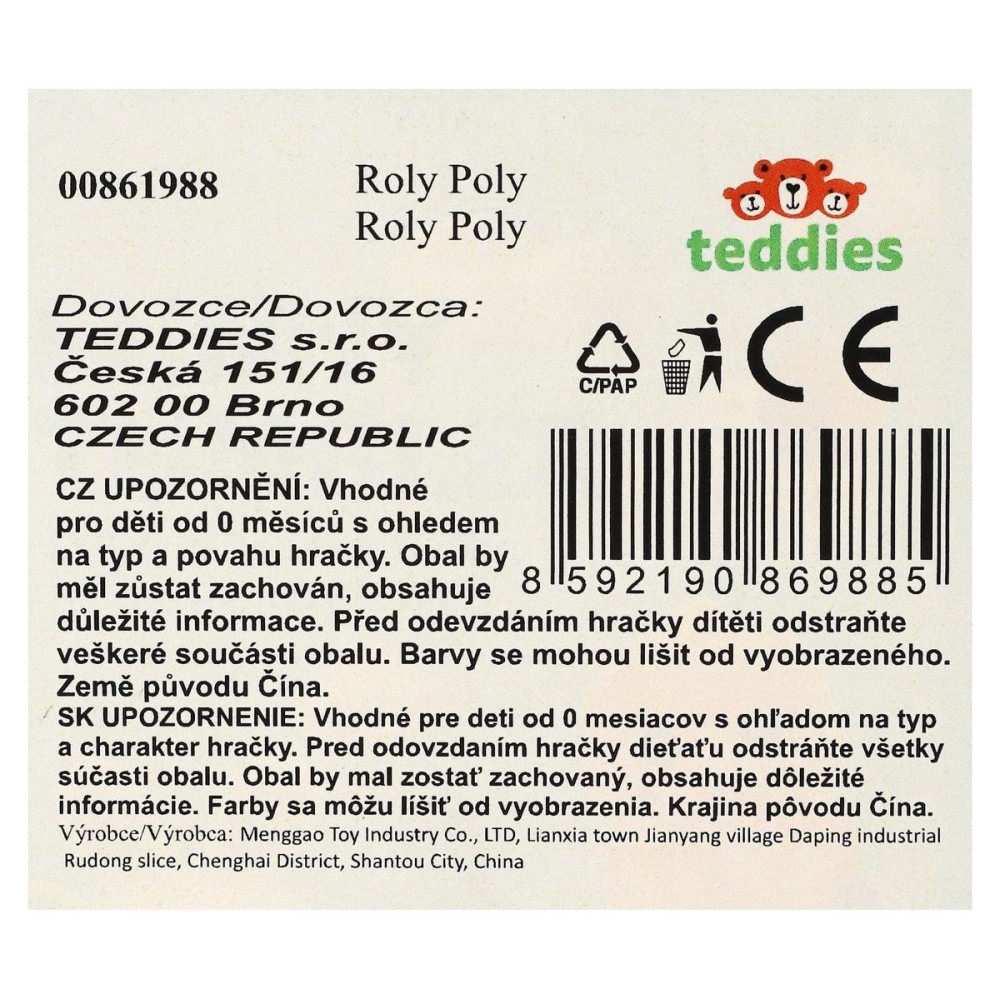 00861988
Roly Poly
Roly Poly
teddies
Dovozce/Dovozca:
TEDDIES s.r.o.
Česká 151/16
602 00 Brno
CZECH REPUBLIC
C/PAP
CE
CZ UPOZORNĚNÍ: Vhodné
pro děti od 0 měsíců s ohledem
na typ a povahu hračky. Obal by
měl zůstat zachován, obsahuje
8 592190 869885
důležité informace. Před odevzdáním hračky dítěti odstraňte
veškeré součásti obalu. Barvy se mohou lišit od vyobrazeného.
Země původu Čína.
SK UPOZORNENIE: Vhodné pre deti od 0 mesiacov s ohľadom na typ
a charakter hračky. Pred odovzdaním hračky dieťaťu odstráňte všetky
súčasti obalu. Obal by mal zostať zachovaný, obsahuje dôležité
informácie. Farby sa môžu líšiť od vyobrazenia. Krajina pôvodu Čína.
Výrobce/Výrobca: Menggao Toy Industry Co., LTD, Lianxia town Jianyang village Daping industrial
Rudong slice, Chenghai District, Shantou City, China